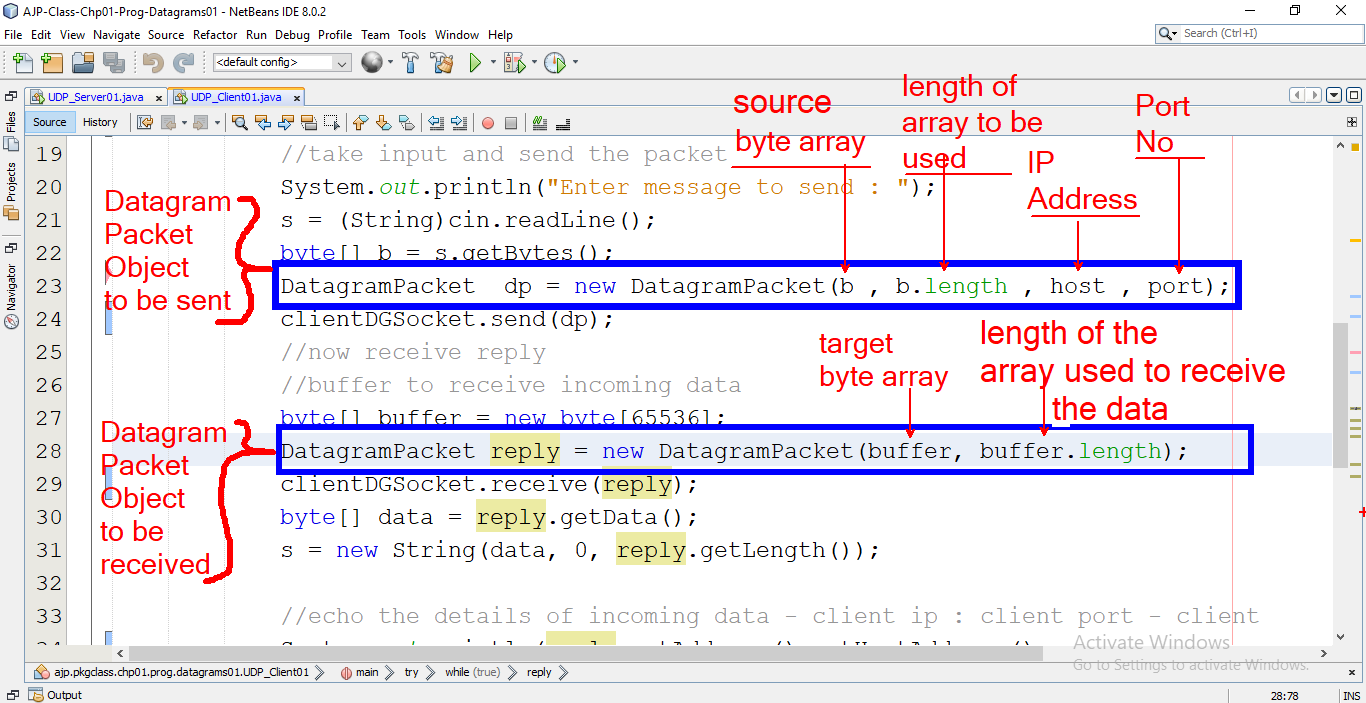 AJP-Class-Chp01-Prog-Datagrams01 - NetBeans IDE 8.0.2
File Edit View Navigate Source Refactor Run Debug Profile Team Tools Window Help
Search (Ctrl+I)
<default config>
UDP_Server01.java x UDP_Client01.java x
Source History
Files
Projects
Navigator
source
byte array
length of
array to be
used
IP
Address
Port
No
19 //take input and send the packet
20 System.out.println("Enter message to send : ");
21 s = (String)cin.readLine();
22 byte[] b = s.getBytes();
23 DatagramPacket  dp = new DatagramPacket(b , b.length , host , port);
24 clientDGSocket.send(dp);
25 //now receive reply
26 //buffer to receive incoming data
27 byte[] buffer = new byte[65536];
28 DatagramPacket reply = new DatagramPacket(buffer, buffer.length);
29 clientDGSocket.receive(reply);
30 byte[] data = reply.getData();
31 s = new String(data, 0, reply.getLength());
32
33 //echo the details of incoming data - client ip : client port - client
Datagram
Packet
Object
to be sent
target
byte array
length of the
array used to receive
the data
Datagram
Packet
Object
to be
received
Activate Windows
Go to Settings to activate Windows.
ajp.pkgclass.chp01.prog.datagrams01.UDP_Client01 main try while (true) reply
Output
28:78 INS